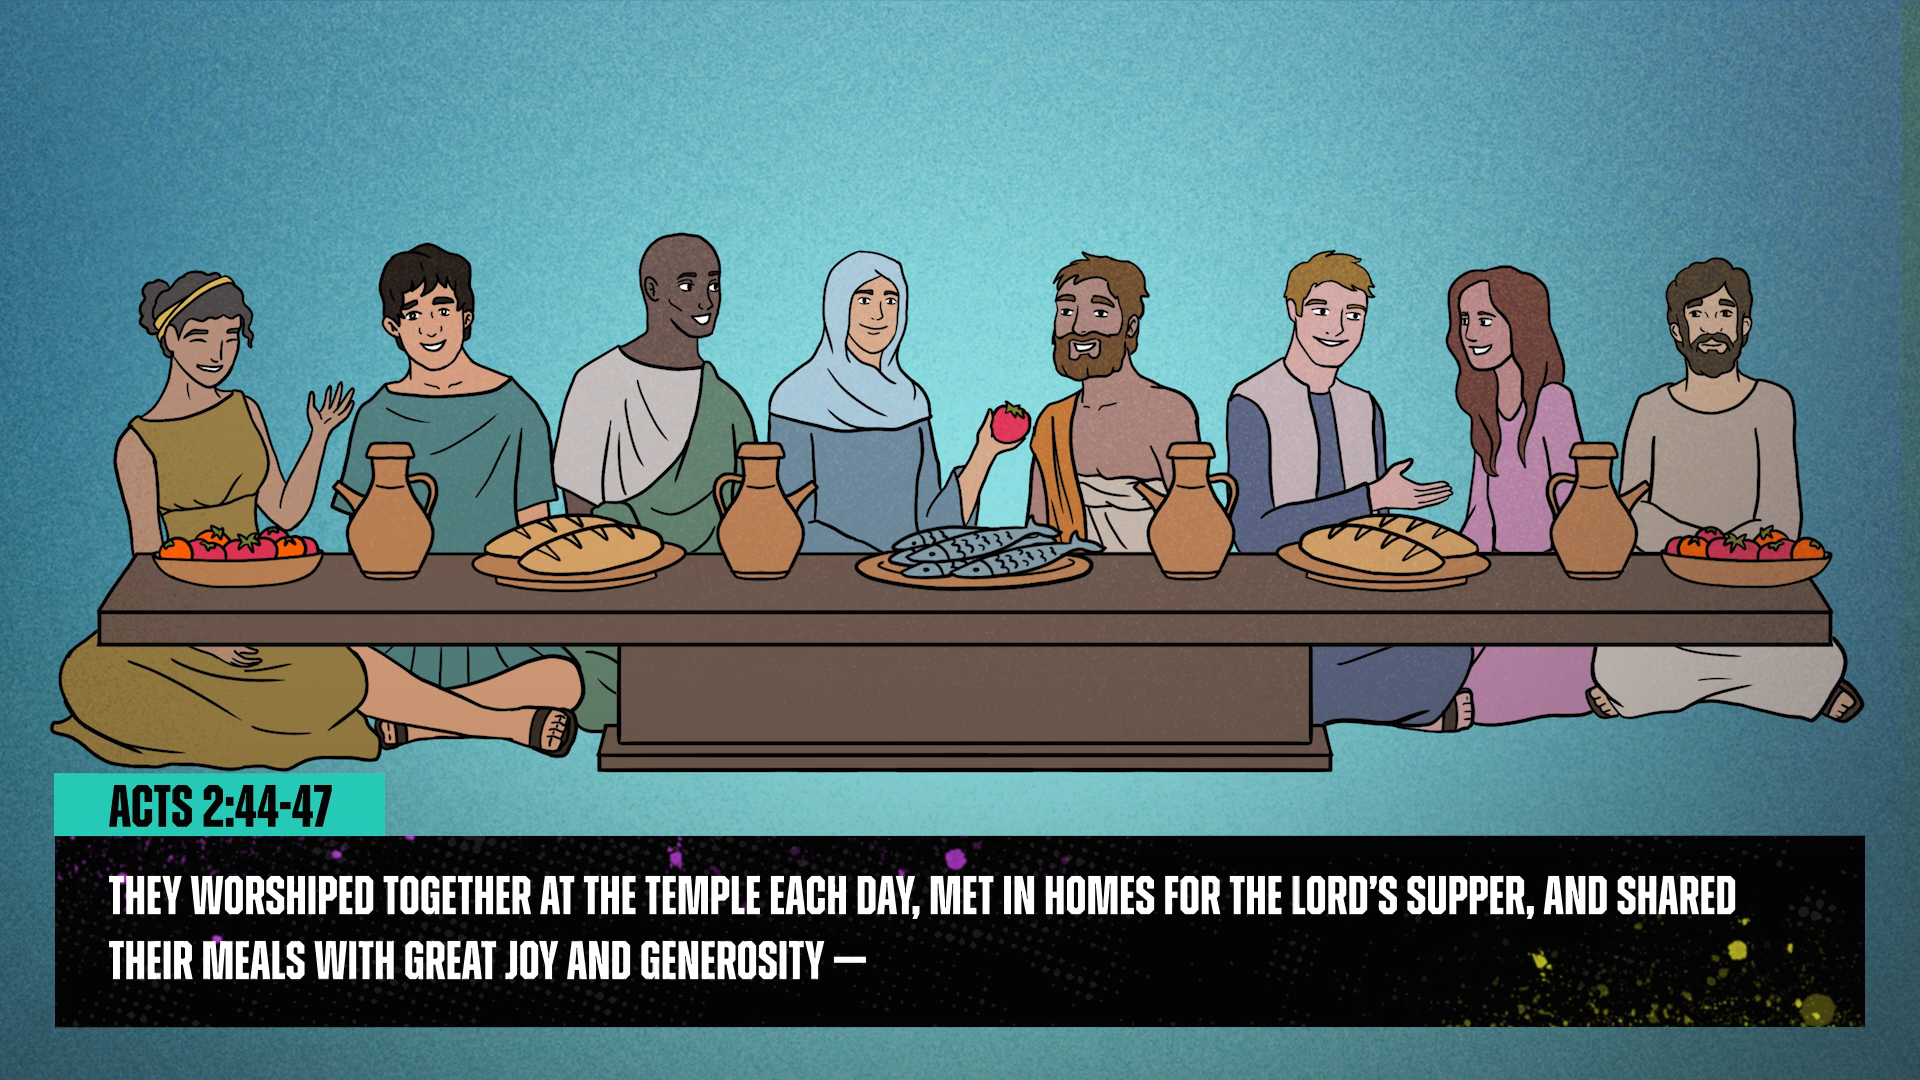 ACTS 2:44-47
THEY WORSHIPED TOGETHER AT THE TEMPLE EACH DAY, MET IN HOMES FOR THE LORD’S SUPPER, AND SHARED
THEIR MEALS WITH GREAT JOY AND GENEROSITY —